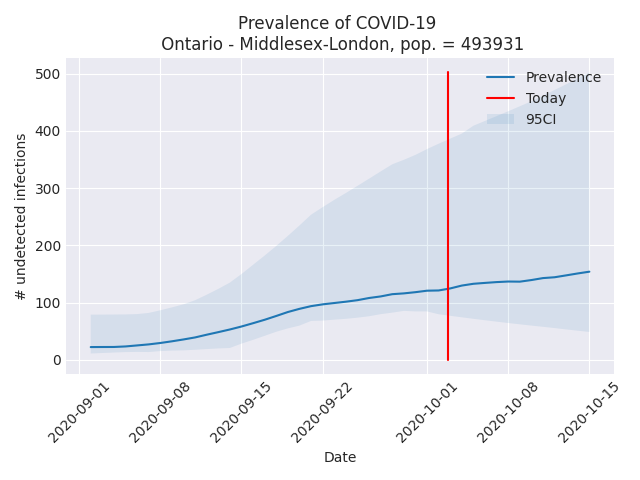 Prevalence of COVID-19
Ontario - Middlesex-London, pop. = 493931
500
400
300
200
100
0
# undetected infections
Prevalence
Today
95CI
2020-09-01
2020-09-08
2020-09-15
2020-09-22
2020-10-01
2020-10-08
2020-10-15
Date